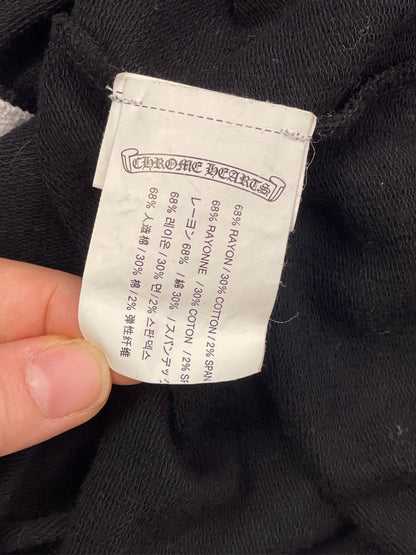 CHROME HEARTS
68% RAYON / 30% COTTON / 2% SPAN
68% RAYONNE / 30% COTON / 2% SP
レーヨン 68% / 綿 30% / スパンデック
68% 레이온 / 30% 면 / 2% 스판덱스
68% 人造棉 / 30% 棉 / 2% 弹性纤维